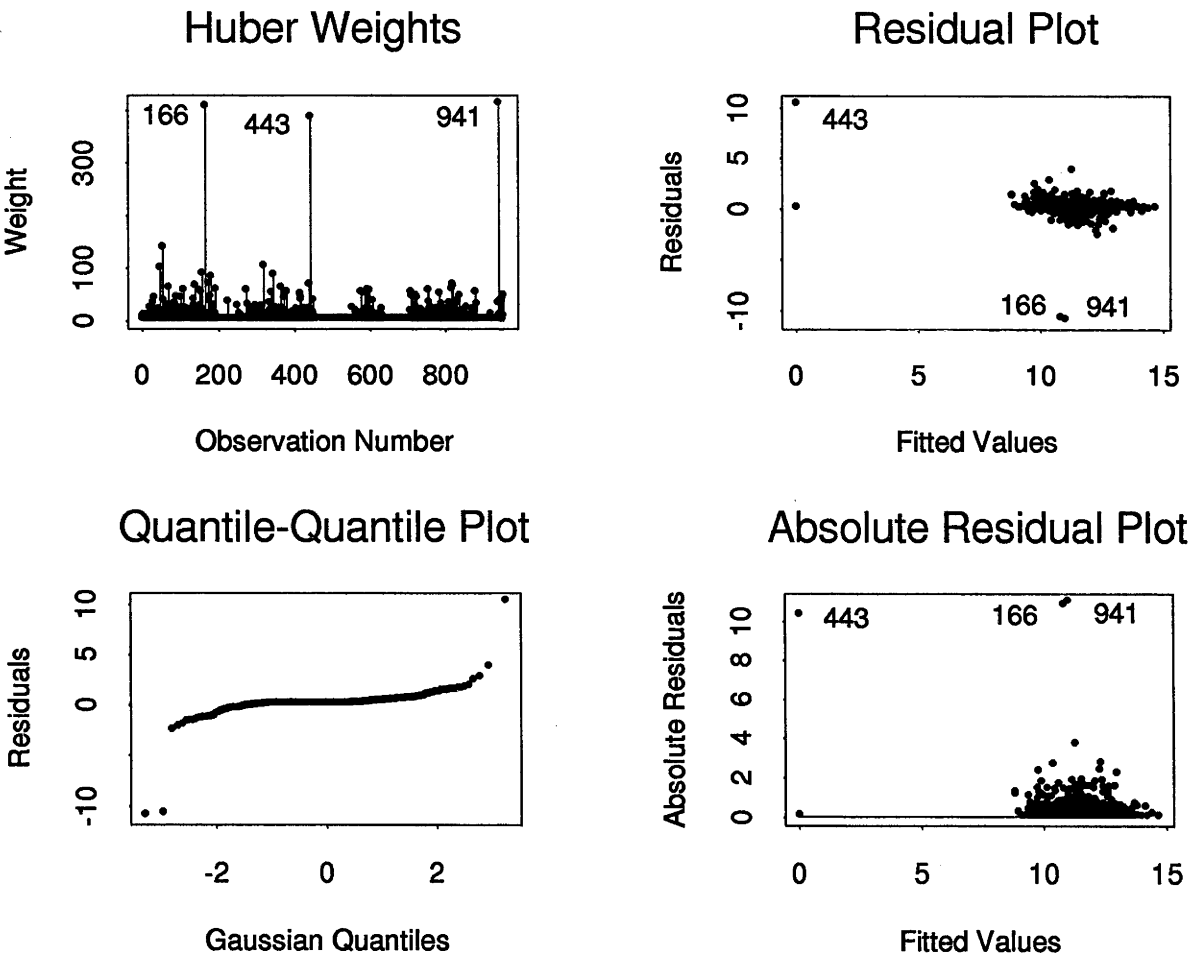 Huber Weights
166
443
941
Weight
300
100
0
0 200 400 600 800
Observation Number
Residual Plot
443
166
941
Residuals
10
5
0
-10
0 5 10 15
Fitted Values
Quantile-Quantile Plot
Residuals
10
5
0
-10
-2 0 2
Gaussian Quantiles
Absolute Residual Plot
443
166
941
Absolute Residuals
10
8
6
4
2
0
0 5 10 15
Fitted Values